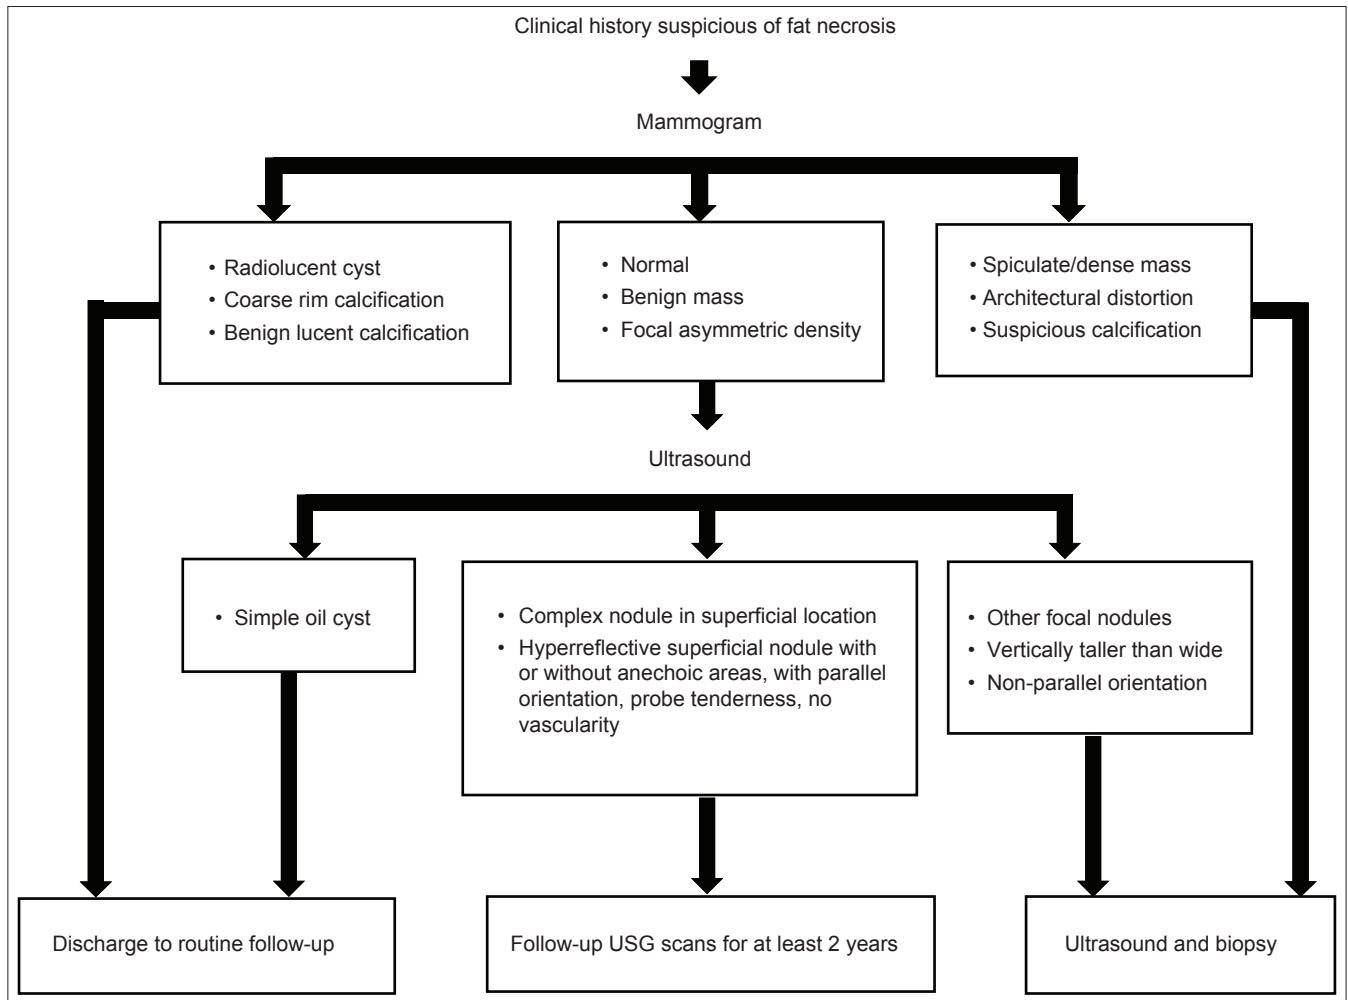 Clinical history suspicious of fat necrosis
Mammogram
• Radiolucent cyst
• Coarse rim calcification
• Benign lucent calcification
• Normal
• Benign mass
• Focal asymmetric density
• Spiculate/dense mass
• Architectural distortion
• Suspicious calcification
Ultrasound
• Simple oil cyst
• Complex nodule in superficial location
• Hyperreflective superficial nodule with
or without anechoic areas, with parallel
orientation, probe tenderness, no
vascularity
• Other focal nodules
• Vertically taller than wide
• Non-parallel orientation
Discharge to routine follow-up
Follow-up USG scans for at least 2 years
Ultrasound and biopsy